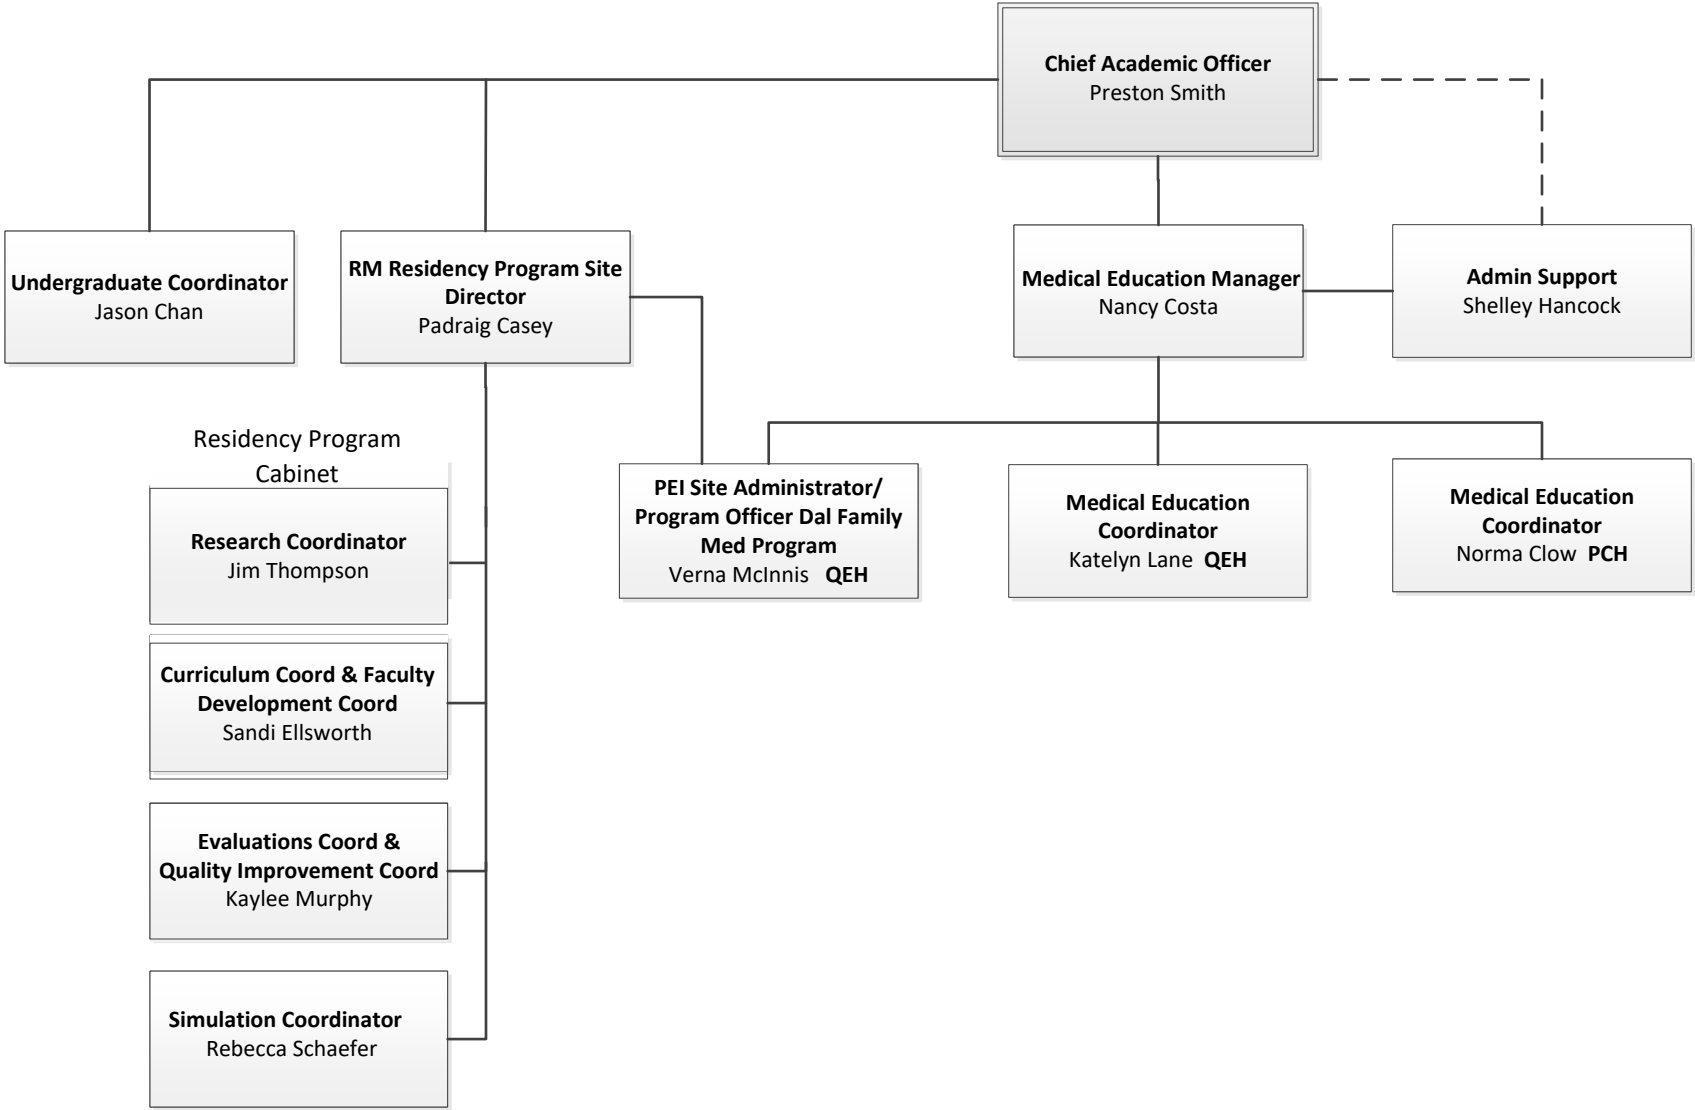 Chief Academic Officer
Preston Smith
Undergraduate Coordinator
Jason Chan
RM Residency Program Site
Director
Padraig Casey
Medical Education Manager
Nancy Costa
Admin Support
Shelley Hancock
Residency Program
Cabinet
Research Coordinator
Jim Thompson
Curriculum Coord & Faculty
Development Coord
Sandi Ellsworth
Evaluations Coord &
Quality Improvement Coord
Kaylee Murphy
Simulation Coordinator
Rebecca Schaefer
PEI Site Administrator/
Program Officer Dal Family
Med Program
Verna McInnis QEH
Medical Education
Coordinator
Katelyn Lane QEH
Medical Education
Coordinator
Norma Clow PCH